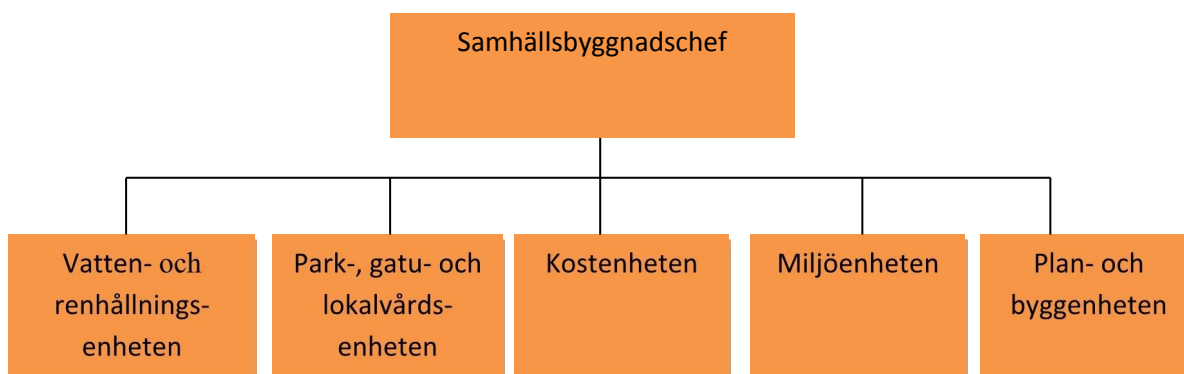 Samhällsbyggnadschef
Vatten- och
renhållnings-
enheten
Park-, gatu- och
lokalvårds-
enheten
Kostenheten
Miljöenheten
Plan- och
byggenheten